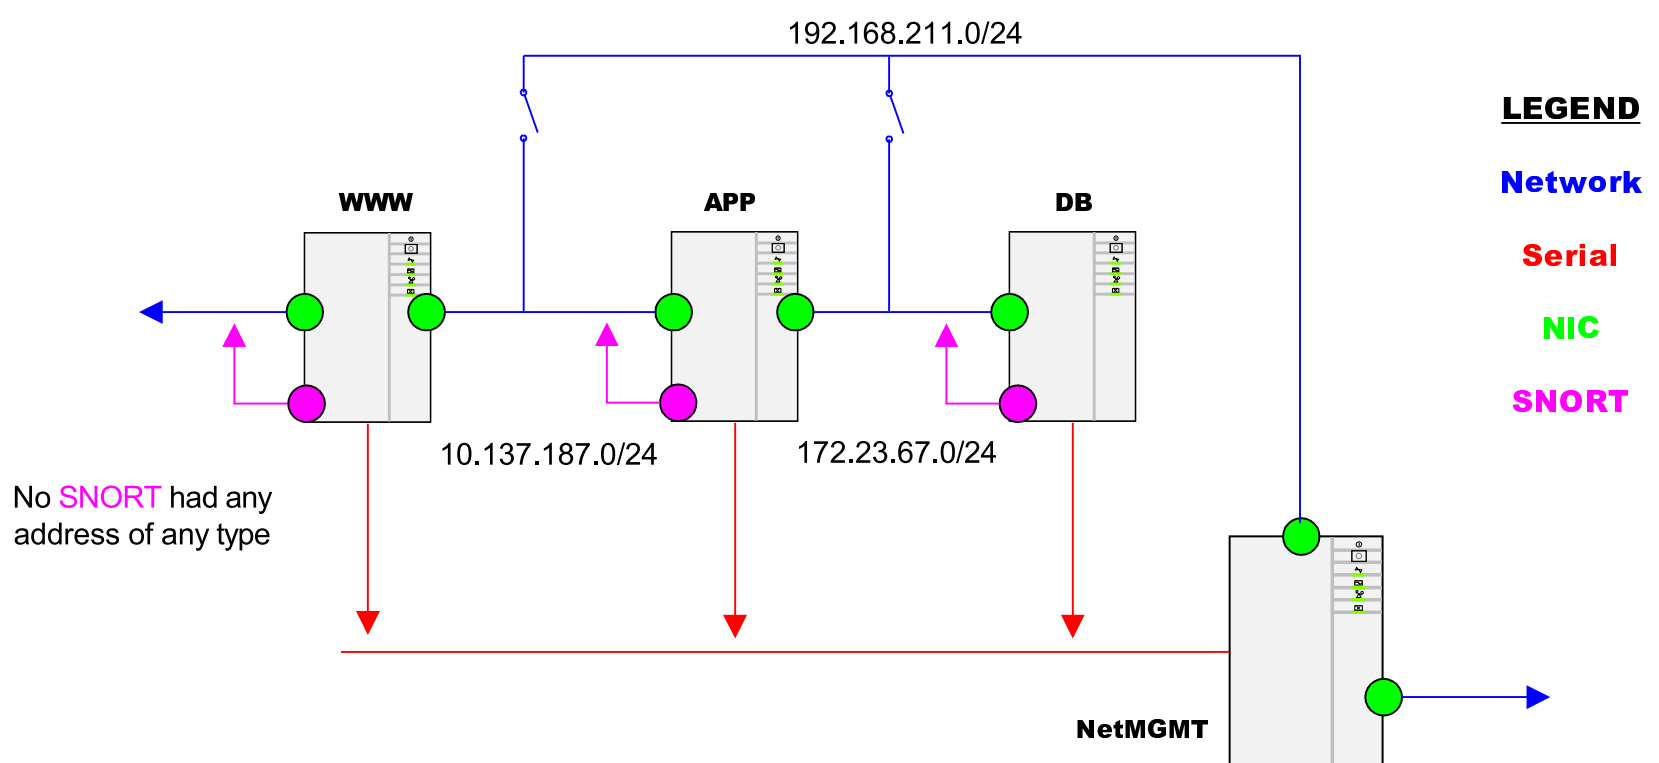 192.168.211.0/24
LEGEND
Network
Serial
NIC
SNORT
WWW
APP
DB
10.137.187.0/24
172.23.67.0/24
No SNORT had any
address of any type
NetMGMT